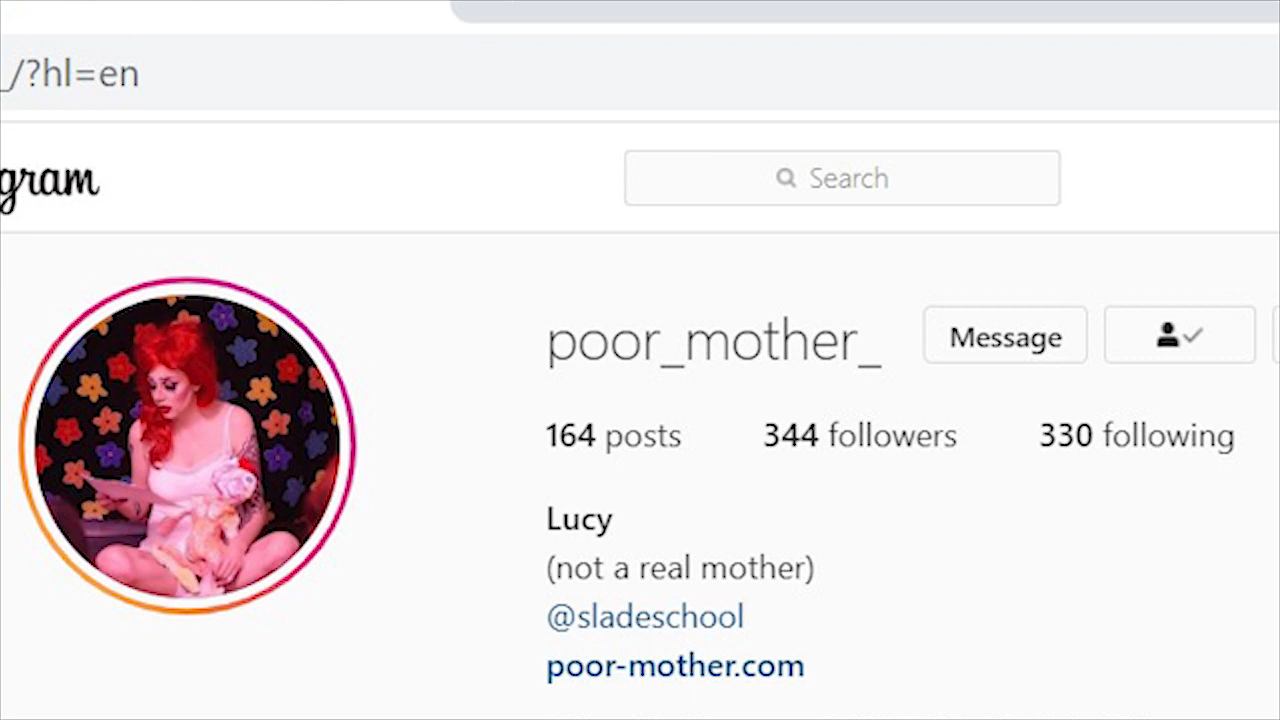 _/?hl=en
gram
Search
poor_mother_
Message
164 posts 344 followers 330 following
Lucy
(not a real mother)
@sladeschool
poor-mother.com